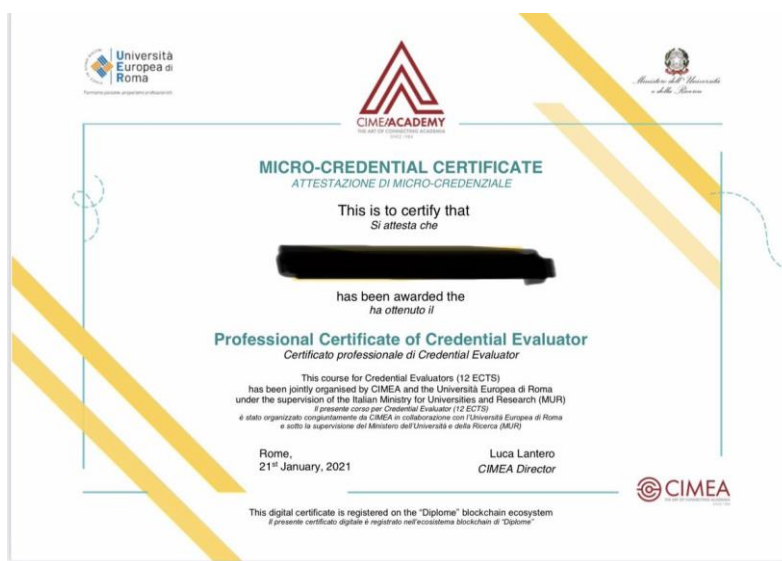 Università
Europea di
Roma
CIMEA/ACADEMY
THE ART OF CONNECTING ACADEMIA
SINCE 1984
Ministero dell'Università
e della Ricerca
MICRO-CREDENTIAL CERTIFICATE
ATTESTAZIONE DI MICRO-CREDENZIALE
This is to certify that
Si attesta che
has been awarded the
ha ottenuto il
Professional Certificate of Credential Evaluator
Certificato professionale di Credential Evaluator
This course for Credential Evaluators (12 ECTS)
has been jointly organised by CIMEA and the Università Europea di Roma
under the supervision of the Italian Ministry for Universities and Research (MUR)
Il presente corso per Credential Evaluator (12 ECTS)
è stato organizzato congiuntamente da CIMEA in collaborazione con l'Università Europea di Roma
e sotto la supervisione del Ministero dell'Università e della Ricerca (MUR)
Rome,
21st January, 2021
Luca Lantero
CIMEA Director
CIMEA
This digital certificate is registered on the "Diplome" blockchain ecosystem
Il presente certificato digitale è registrato nell'ecosistema blockchain di "Diplome"